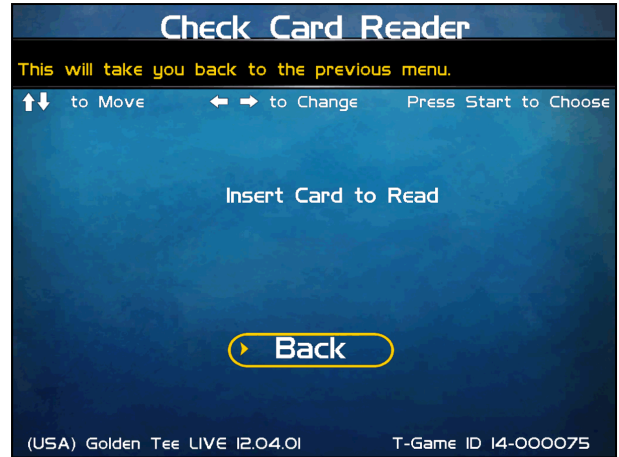 Check Card Reader
This will take you back to the previous menu.
to Move to Change Press Start to Choose
Insert Card to Read
Back
(USA) Golden Tee LIVE 12.04.01 T-Game ID 14-000075